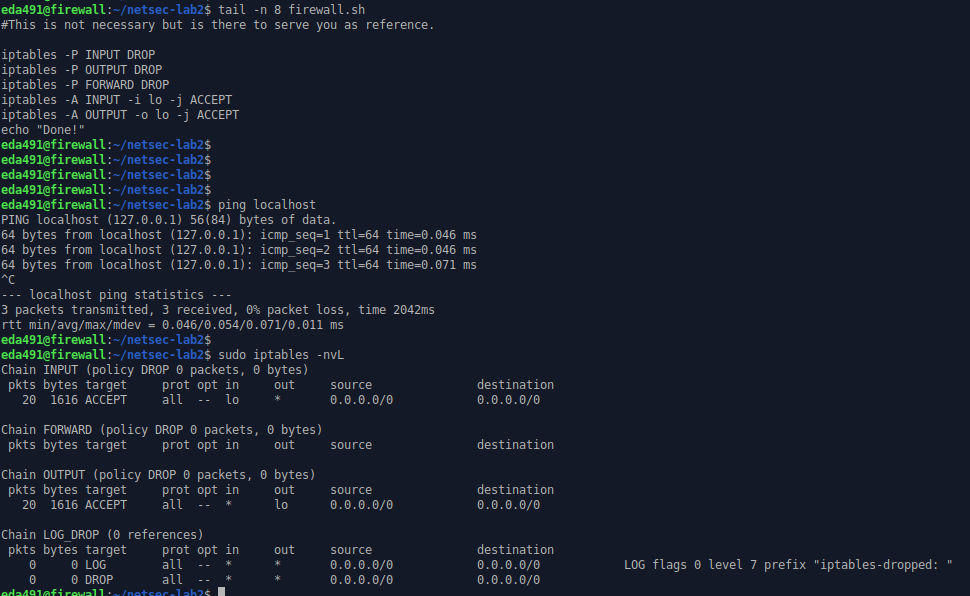 eda491@firewall:~/netsec-lab2$ tail -n 8 firewall.sh
#This is not necessary but is there to serve you as reference.
iptables -P INPUT DROP
iptables -P OUTPUT DROP
iptables -P FORWARD DROP
iptables -A INPUT -i lo -j ACCEPT
iptables -A OUTPUT -o lo -j ACCEPT
echo "Done!"
eda491@firewall:~/netsec-lab2$
eda491@firewall:~/netsec-lab2$
eda491@firewall:~/netsec-lab2$
eda491@firewall:~/netsec-lab2$
eda491@firewall:~/netsec-lab2$ ping localhost
PING localhost (127.0.0.1) 56(84) bytes of data.
64 bytes from localhost (127.0.0.1): icmp_seq=1 ttl=64 time=0.046 ms
64 bytes from localhost (127.0.0.1): icmp_seq=2 ttl=64 time=0.046 ms
64 bytes from localhost (127.0.0.1): icmp_seq=3 ttl=64 time=0.071 ms
^C
--- localhost ping statistics ---
3 packets transmitted, 3 received, 0% packet loss, time 2042ms
rtt min/avg/max/mdev = 0.046/0.054/0.071/0.011 ms
eda491@firewall:~/netsec-lab2$
eda491@firewall:~/netsec-lab2$ sudo iptables -nvL
Chain INPUT (policy DROP 0 packets, 0 bytes)
 pkts bytes target     prot opt in     out     source               destination
   20  1616 ACCEPT     all  --  lo     *       0.0.0.0/0            0.0.0.0/0
Chain FORWARD (policy DROP 0 packets, 0 bytes)
 pkts bytes target     prot opt in     out     source               destination
Chain OUTPUT (policy DROP 0 packets, 0 bytes)
 pkts bytes target     prot opt in     out     source               destination
   20  1616 ACCEPT     all  --  *      lo      0.0.0.0/0            0.0.0.0/0
Chain LOG_DROP (0 references)
 pkts bytes target     prot opt in     out     source               destination
    0     0 LOG        all  --  *      *       0.0.0.0/0            0.0.0.0/0            LOG flags 0 level 7 prefix "iptables-dropped: "
    0     0 DROP       all  --  *      *       0.0.0.0/0            0.0.0.0/0
eda491@firewall:~/netsec-lab2$